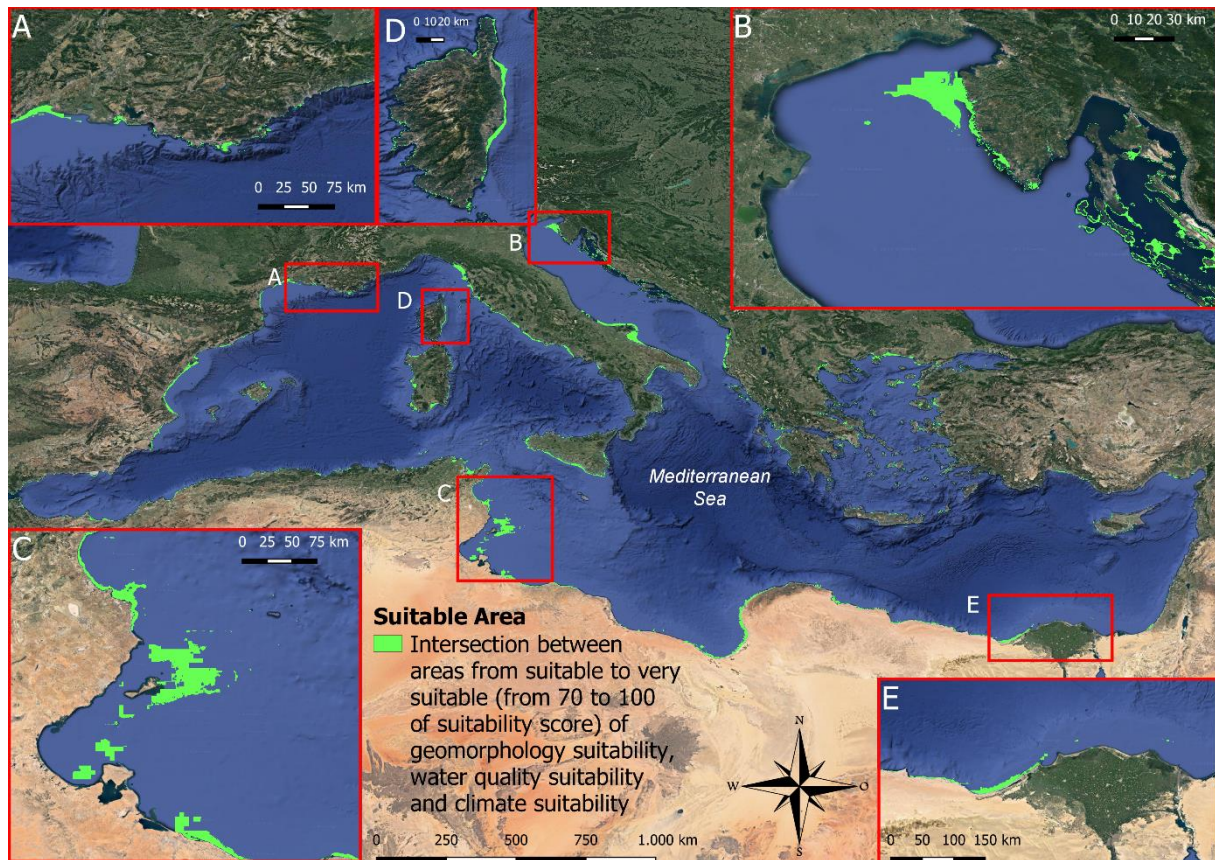 A
0 25 50 75 km
D
0 1020 km
B
0 10 20 30 km
A
D
B
C
E
Mediterranean
Sea
C
0 25 50 75 km
Suitable Area
Intersection between
areas from suitable to very
suitable (from 70 to 100
of suitability score) of
geomorphology suitability,
water quality suitability
and climate suitability
N
W
O
S
0 250 500 750 1.000 km
E
0 50 100 150 km